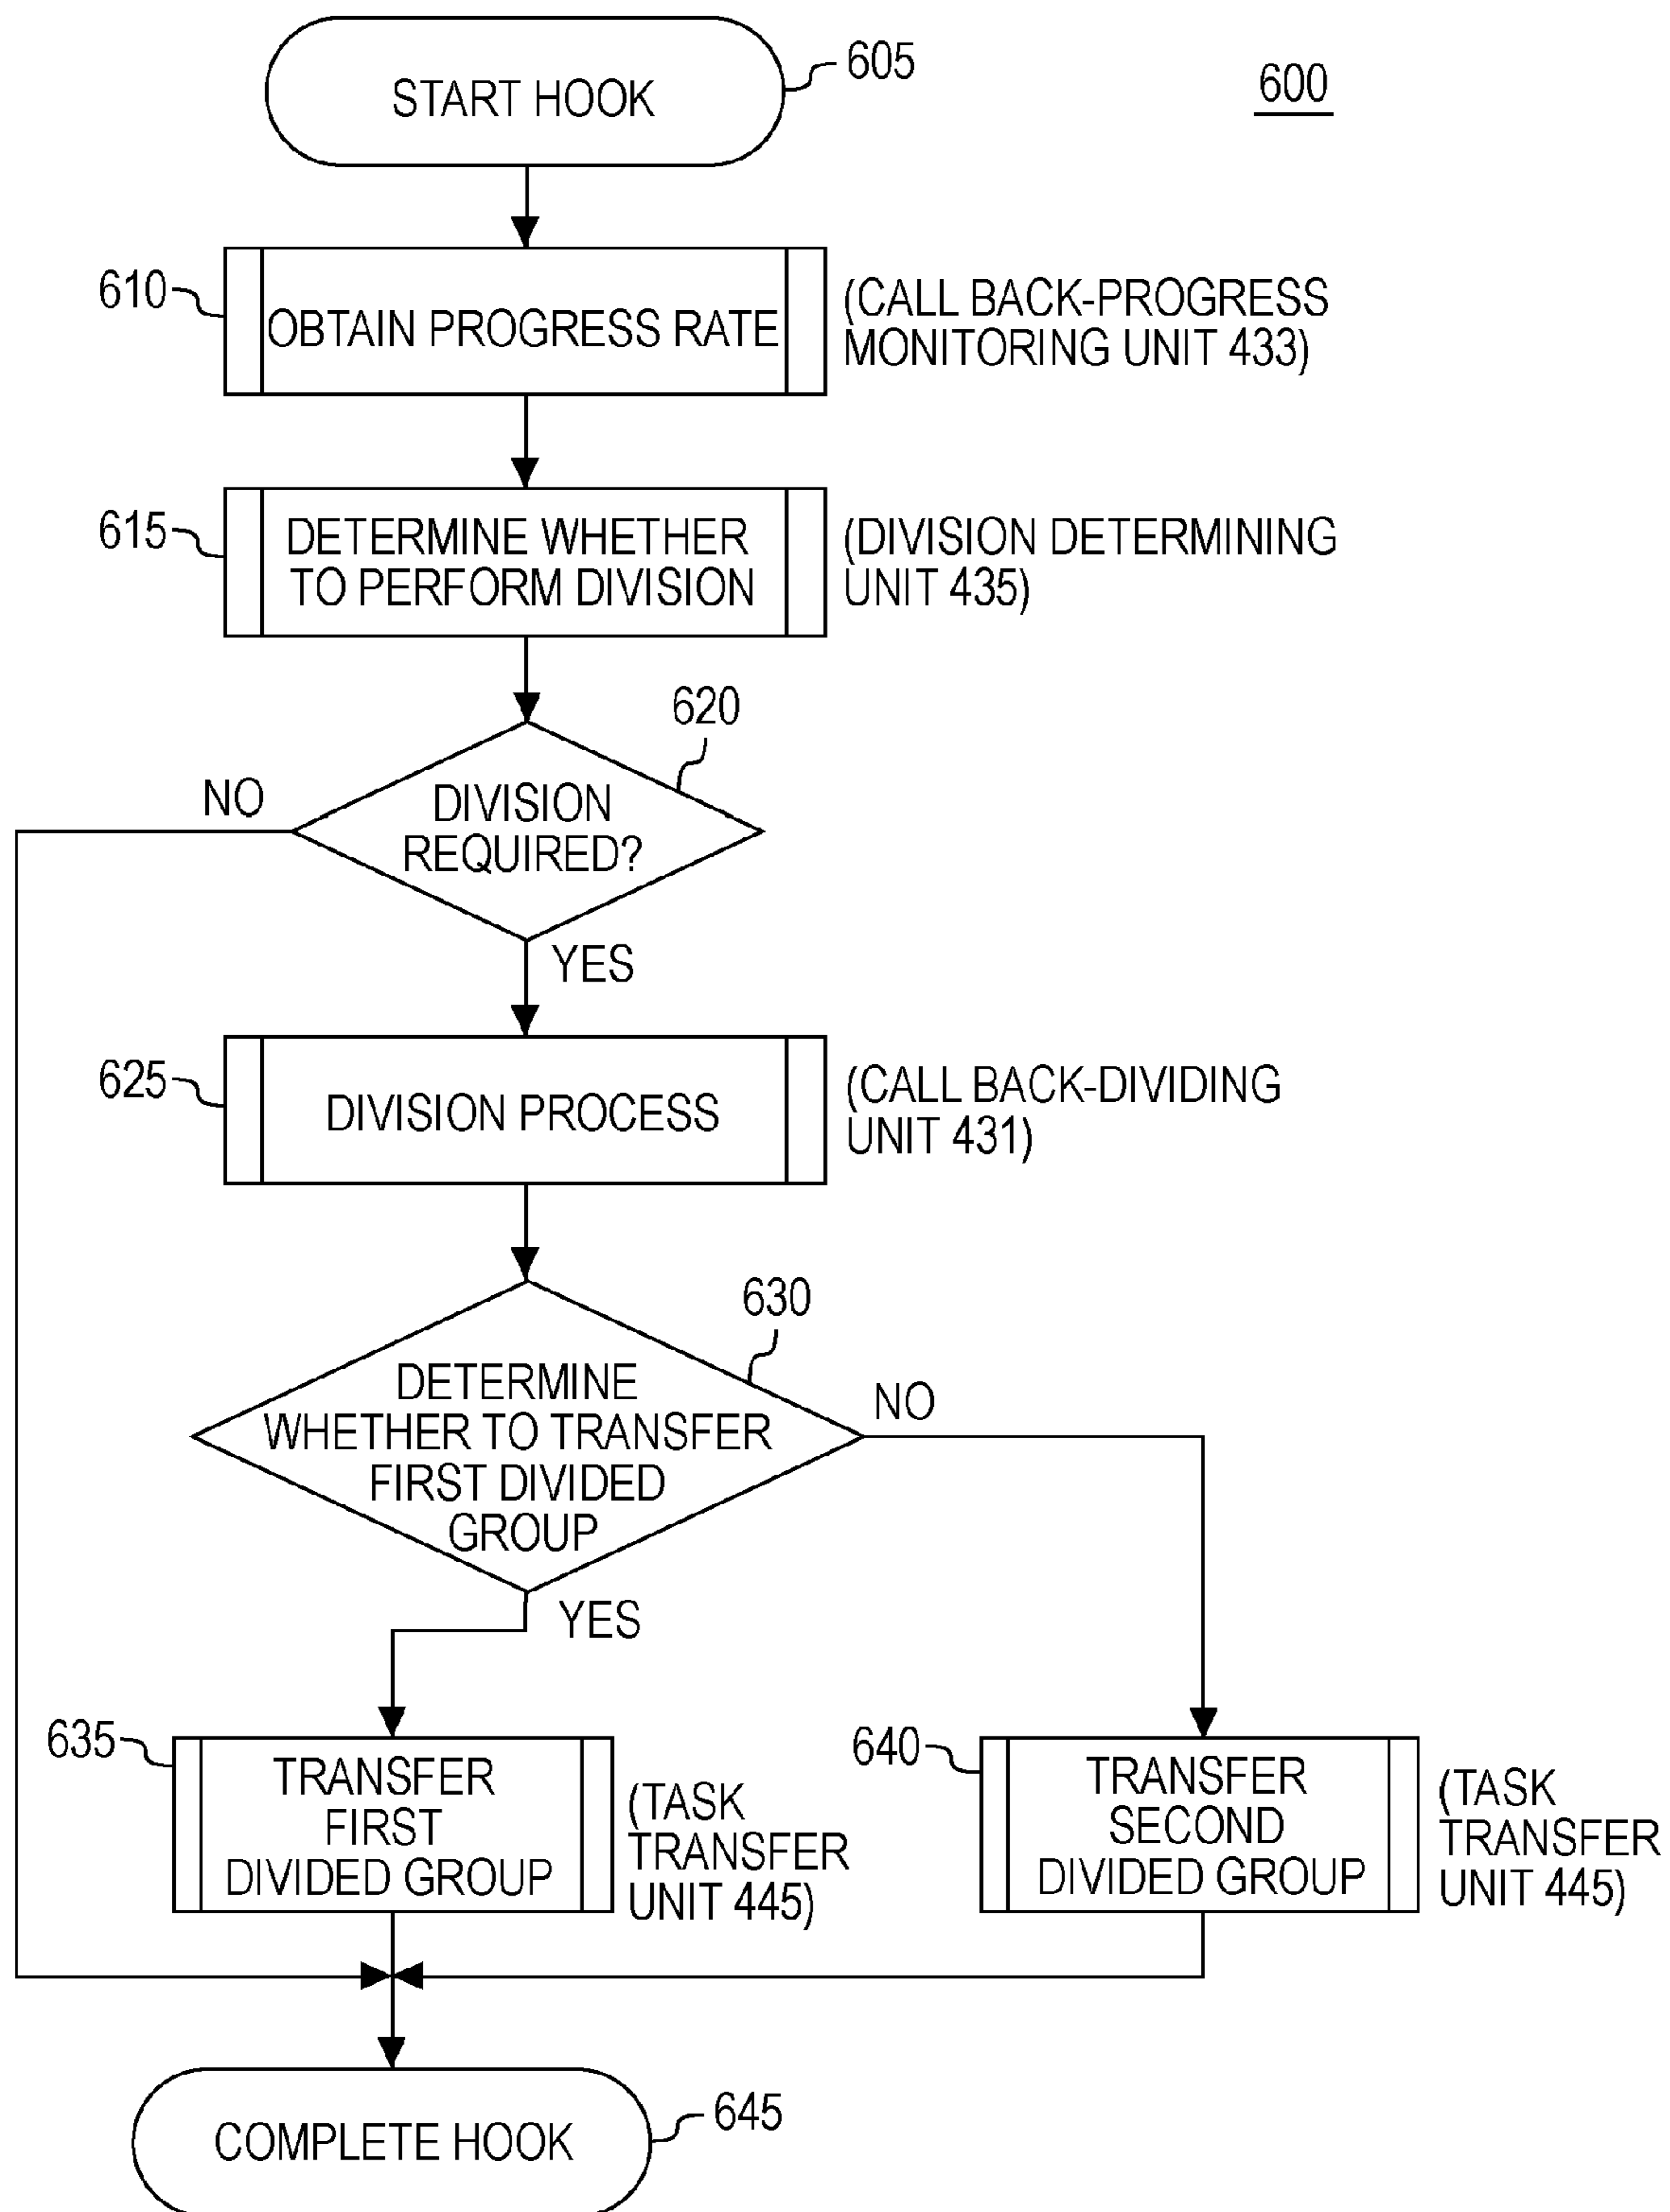 START HOOK
605
600
610
OBTAIN PROGRESS RATE
(CALL BACK-PROGRESS
MONITORING UNIT 433)
615
DETERMINE WHETHER
TO PERFORM DIVISION
(DIVISION DETERMINING
UNIT 435)
620
NO
DIVISION
REQUIRED?
YES
625
DIVISION PROCESS
(CALL BACK-DIVIDING
UNIT 431)
630
DETERMINE
WHETHER TO TRANSFER
FIRST DIVIDED
GROUP
NO
YES
635
TRANSFER
FIRST
DIVIDED GROUP
(TASK
TRANSFER
UNIT 445)
640
TRANSFER
SECOND
DIVIDED GROUP
(TASK
TRANSFER
UNIT 445)
COMPLETE HOOK
645